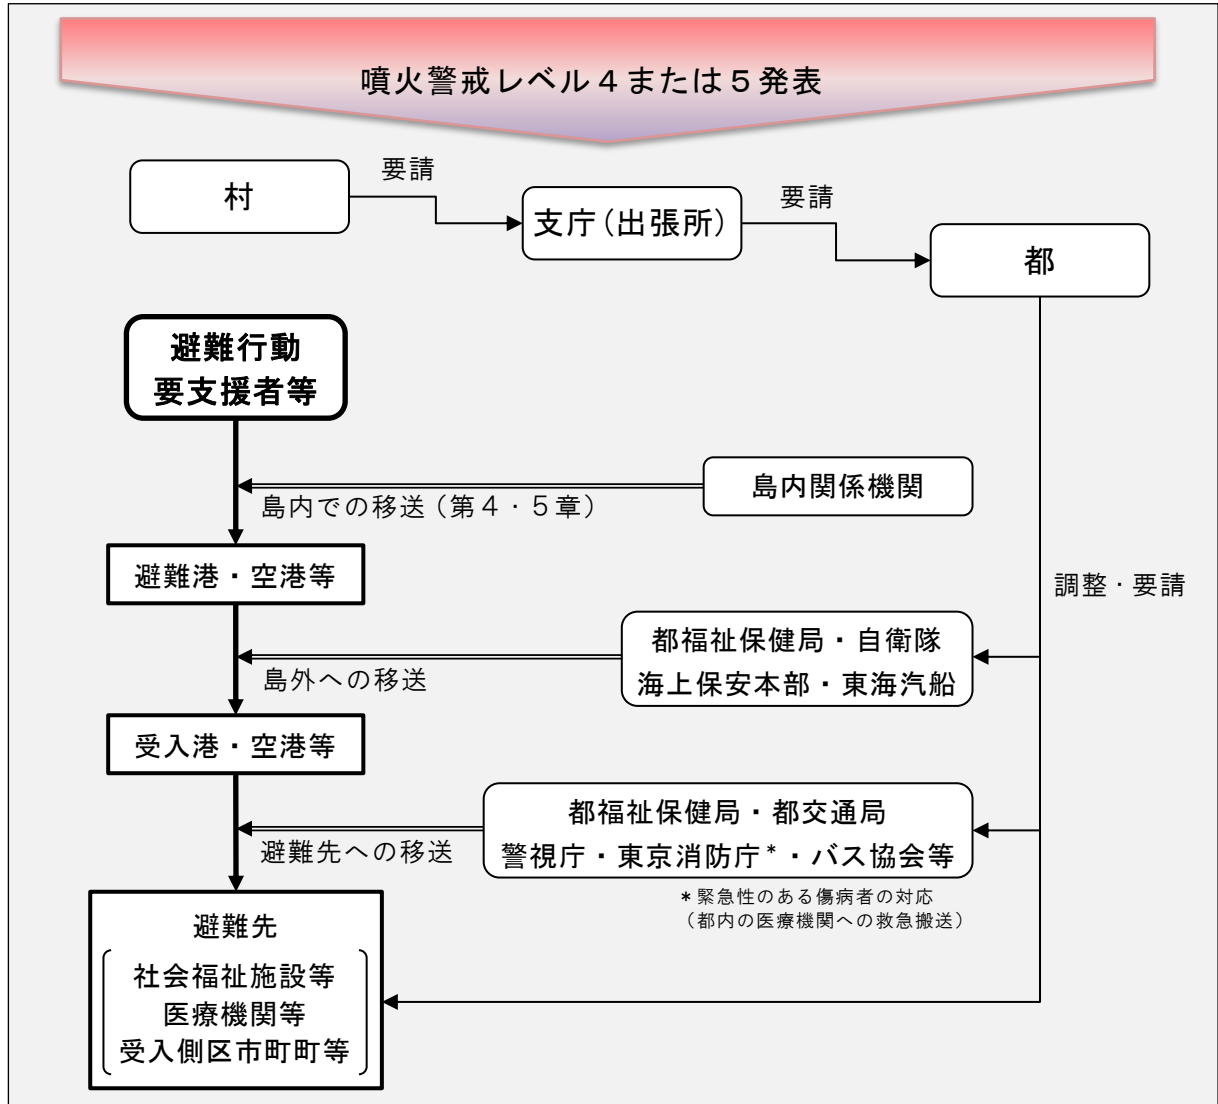 噴火警戒レベル４または５発表
村
要請
支庁（出張所）
要請
都
避難行動
要支援者等
島内関係機関
島内での移送（第４・５章）
避難港・空港等
調整・要請
都福祉保健局・自衛隊
海上保安本部・東海汽船
島外への移送
受入港・空港等
都福祉保健局・都交通局
警視庁・東京消防庁*・バス協会等
避難先への移送
*緊急性のある傷病者の対応
（都内の医療機関への救急搬送）
避難先
社会福祉施設等
医療機関等
受入側区市町町等